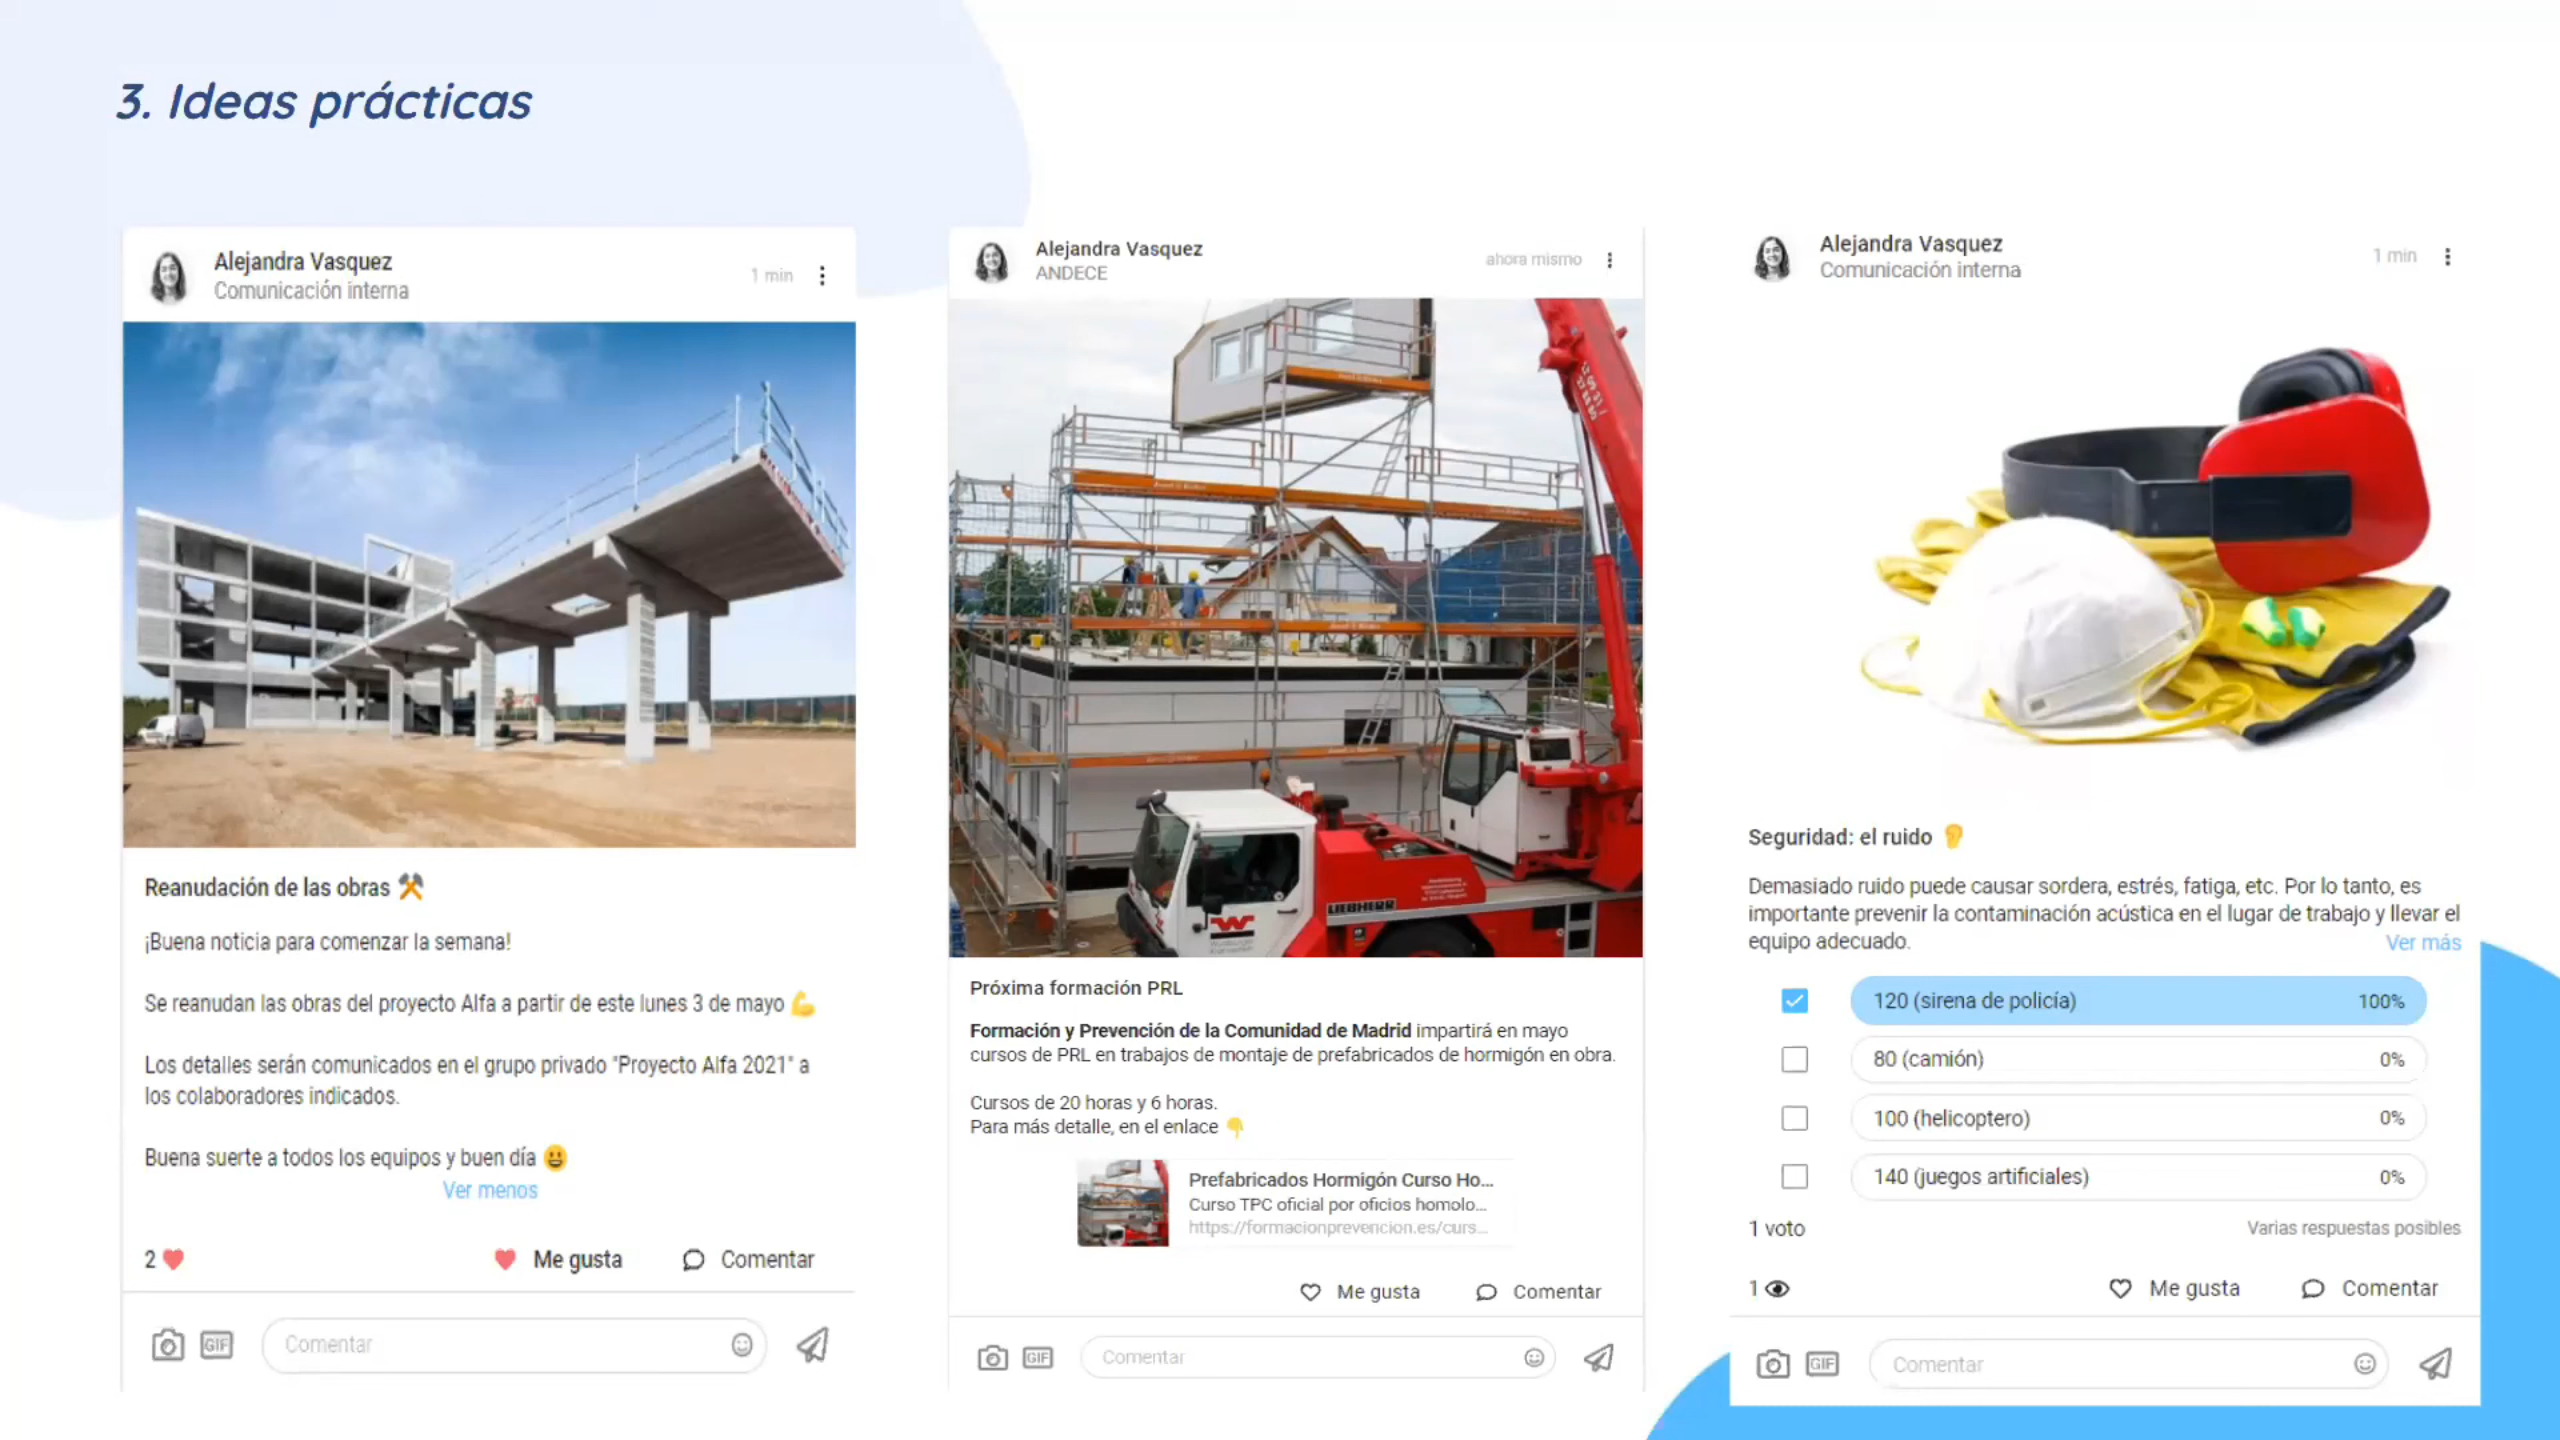 3. Ideas prácticas
Alejandra Vasquez
Comunicación interna
1 min
Reanudación de las obras
¡Buena noticia para comenzar la semana!
Se reanudan las obras del proyecto Alfa a partir de este lunes 3 de mayo
Los detalles serán comunicados en el grupo privado "Proyecto Alfa 2021" a
los colaboradores indicados.
Buena suerte a todos los equipos y buen día
Ver menos
2
Me gusta
Comentar
GIF
Comentar
Alejandra Vasquez
ANDECE
ahora mismo
LIEBHERR
Próxima formación PRL
Formación y Prevención de la Comunidad de Madrid impartirá en mayo
cursos de PRL en trabajos de montaje de prefabricados de hormigón en obra.
Cursos de 20 horas y 6 horas.
Para más detalle, en el enlace
Prefabricados Hormigón Curso Ho...
Curso TPC oficial por oficios homolo...
https://formacionprevencion.es/curs...
Me gusta
Comentar
GIF
Comentar
Alejandra Vasquez
Comunicación interna
1 min
Seguridad: el ruido
Demasiado ruido puede causar sordera, estrés, fatiga, etc. Por lo tanto, es
importante prevenir la contaminación acústica en el lugar de trabajo y llevar el
equipo adecuado.
Ver más
120 (sirena de policía) 100%
80 (camión) 0%
100 (helicoptero) 0%
140 (juegos artificiales) 0%
1 voto
Varias respuestas posibles
1
Me gusta
Comentar
GIF
Comentar